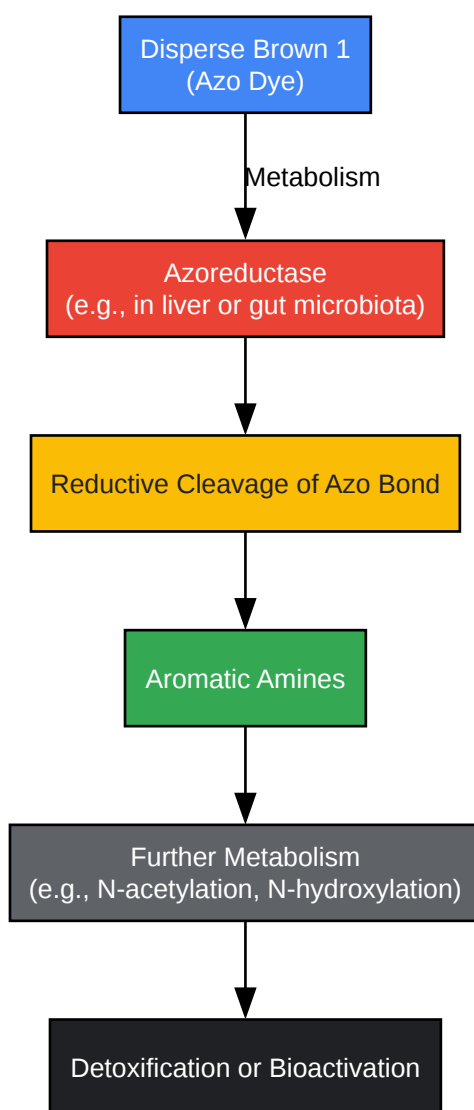 Disperse Brown 1
(Azo Dye)
Metabolism
Azoreductase
(e.g., in liver or gut microbiota)
Reductive Cleavage of Azo Bond
Aromatic Amines
Further Metabolism
(e.g., N-acetylation, N-hydroxylation)
Detoxification or Bioactivation